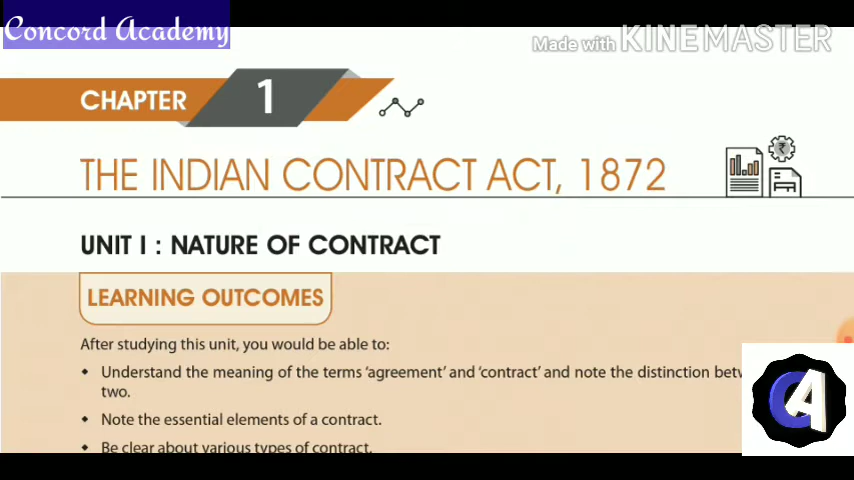 Concord Academy
Made with KINEMASTER
CHAPTER 1
THE INDIAN CONTRACT ACT, 1872
UNIT I : NATURE OF CONTRACT
LEARNING OUTCOMES
After studying this unit, you would be able to:
Understand the meaning of the terms ‘agreement’ and ‘contract’ and note the distinction
two.
Note the essential elements of a contract.
Be clear about various types of contract.
CA